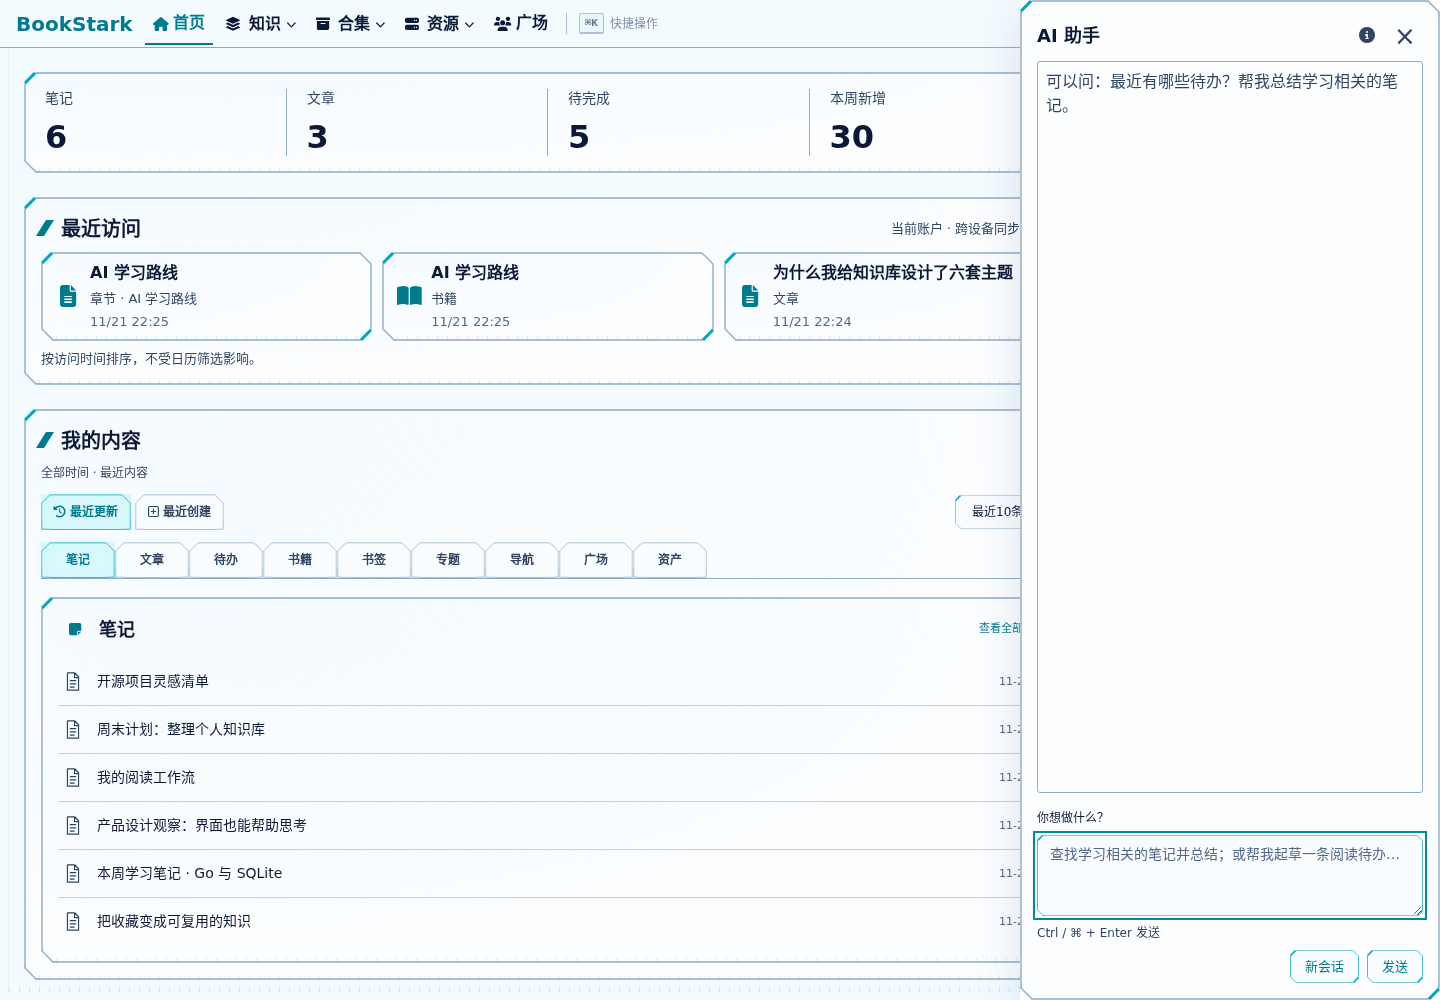 BookStark 首页 知识 合集 资源 广场 ⌘K 快捷操作
笔记 文章 待完成 本周新增
6 3 5 30
最近访问 当前账户 · 跨设备同步
AI 学习路线
章节 · AI 学习路线
11/21 22:25
AI 学习路线
书籍
11/21 22:25
为什么我给知识库设计了六套主题
文章
11/21 22:24
按访问时间排序，不受日历筛选影响。
我的内容
全部时间 · 最近内容
最近更新 最近创建 最近10条
笔记 文章 待办 书籍 书签 专题 导航 广场 资产
笔记 查看全部
开源项目灵感清单 11-2
周末计划：整理个人知识库 11-2
我的阅读工作流 11-2
产品设计观察：界面也能帮助思考 11-2
本周学习笔记 · Go 与 SQLite 11-2
把收藏变成可复用的知识 11-2
AI 助手
可以问：最近有哪些待办？帮我总结学习相关的笔
记。
你想做什么？
查找学习相关的笔记并总结；或帮我起草一条阅读待办...
Ctrl / ⌘ + Enter 发送
新会话 发送